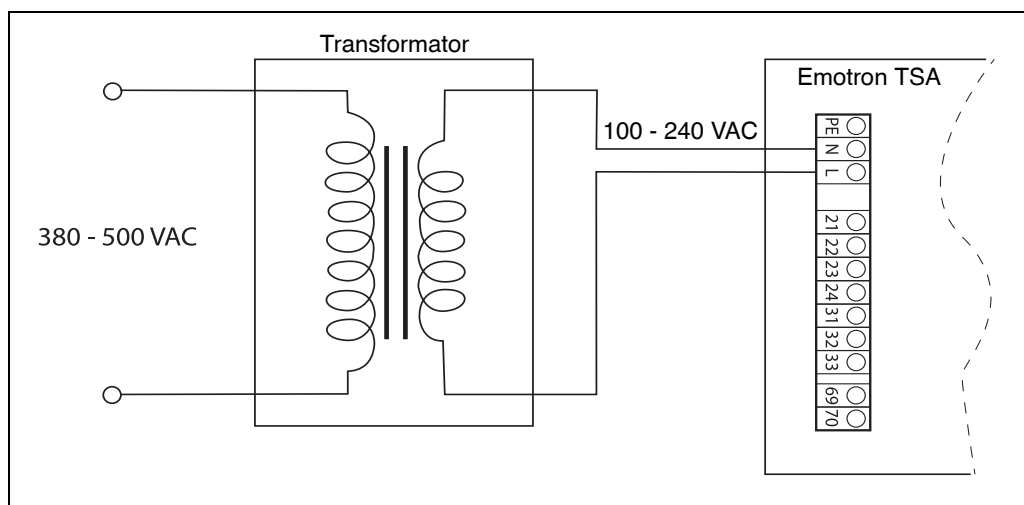 Transformator
Emotron TSA
100 - 240 VAC
380 - 500 VAC
PE
N
L
21
22
23
24
31
32
33
69
70